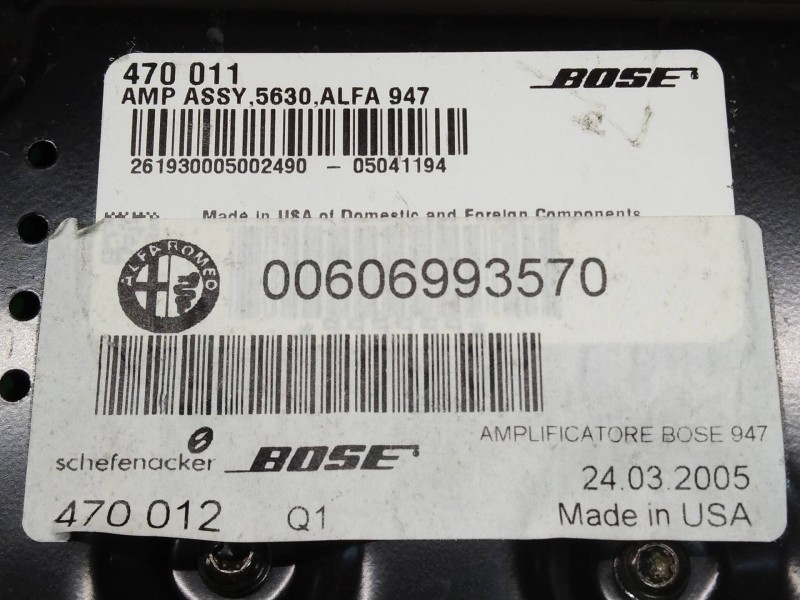 470 011
BOSE
AMP ASSY,5630,ALFA 947
261930005002490 - 05041194
Made in USA of Domestic and Foreign Components
ALFA ROMEO
00606993570
schefenacker
BOSE
AMPLIFICATORE BOSE 947
24.03.2005
470 012
Q1
Made in USA